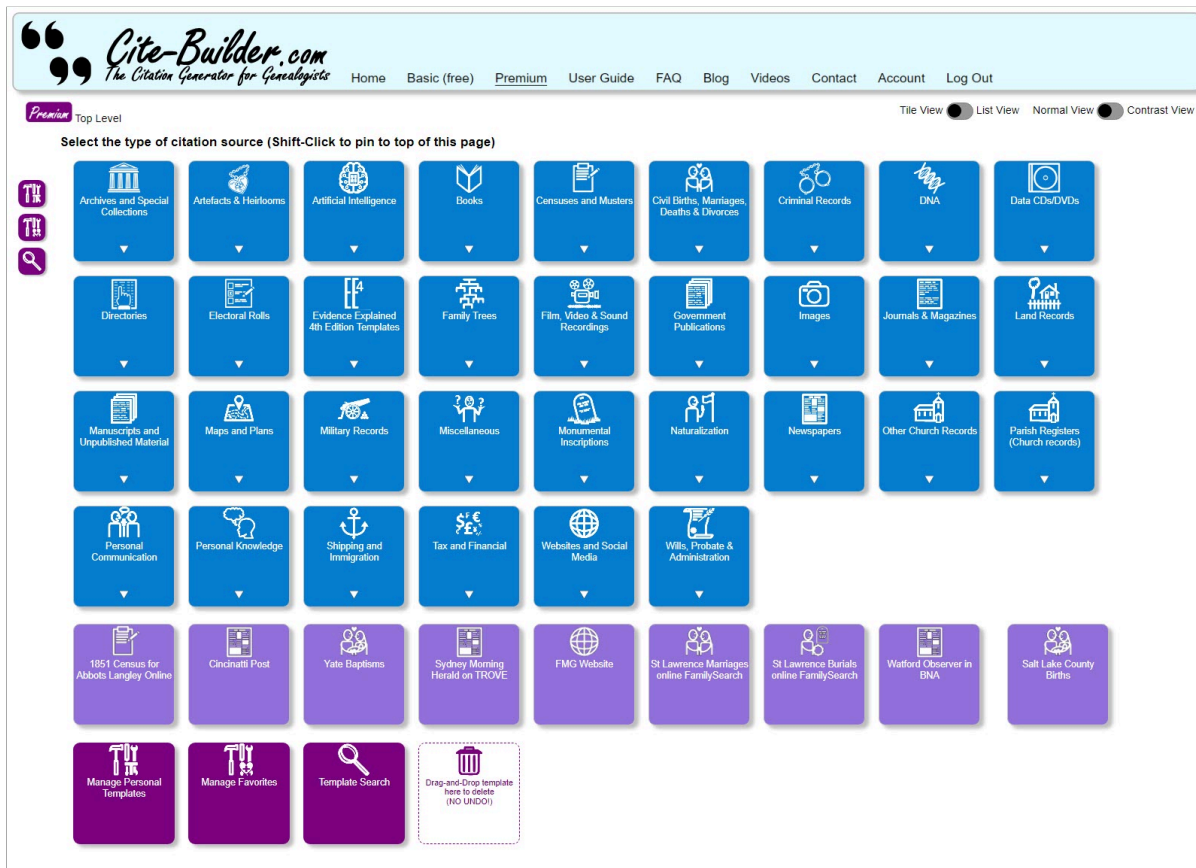 Cite-Builder.com
The Citation Generator for Genealogists
Home Basic (free) Premium User Guide FAQ Blog Videos Contact Account Log Out
Premium Top Level
Tile View List View Normal View Contrast View
Select the type of citation source (Shift-Click to pin to top of this page)
Archives and Special
Collections
Artefacts & Heirlooms
Artificial Intelligence
Books
Censuses and Musters
Civil Births, Marriages,
Deaths & Divorces
Criminal Records
DNA
Data CDs/DVDs
Directories
Electoral Rolls
EE4
Evidence Explained
4th Edition Templates
Family Trees
Film, Video & Sound
Recordings
Government
Publications
Images
Journals & Magazines
Land Records
Manuscripts and
Unpublished Material
Maps and Plans
Military Records
Miscellaneous
Monumental
Inscriptions
Naturalization
Newspapers
Other Church Records
Parish Registers
(Church records)
Personal
Communication
Personal Knowledge
Shipping and
Immigration
Tax and Financial
Websites and Social
Media
Wills, Probate &
Administration
1851 Census for
Abbots Langley Online
Cincinatti Post
Yate Baptisms
Sydney Morning
Herald on TROVE
FMG Website
St Lawrence Marriages
online FamilySearch
St Lawrence Burials
online FamilySearch
Watford Observer in
BNA
Salt Lake County
Births
Manage Personal
Templates
Manage Favorites
Template Search
Drag-and-Drop template
here to delete
(NO UNDO!)